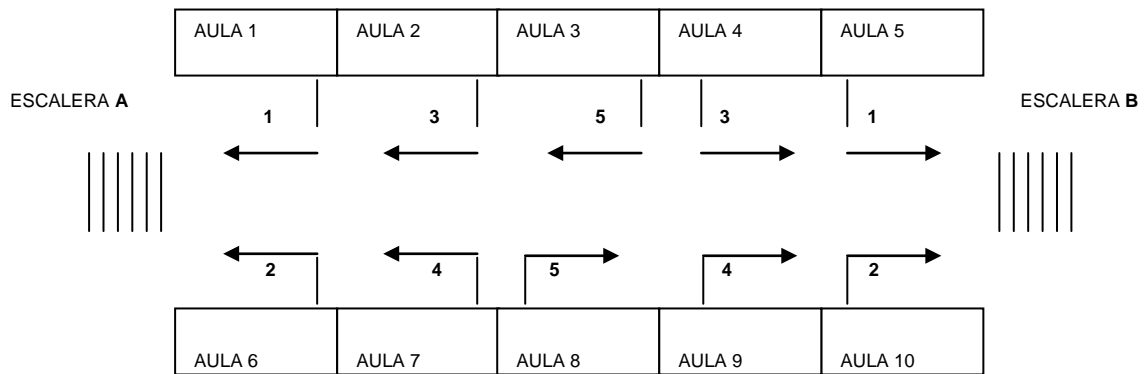 AULA 1 AULA 2 AULA 3 AULA 4 AULA 5
ESCALERA A ESCALERA B
1 3 5 3 1
2 4 5 4 2
AULA 6 AULA 7 AULA 8 AULA 9 AULA 10